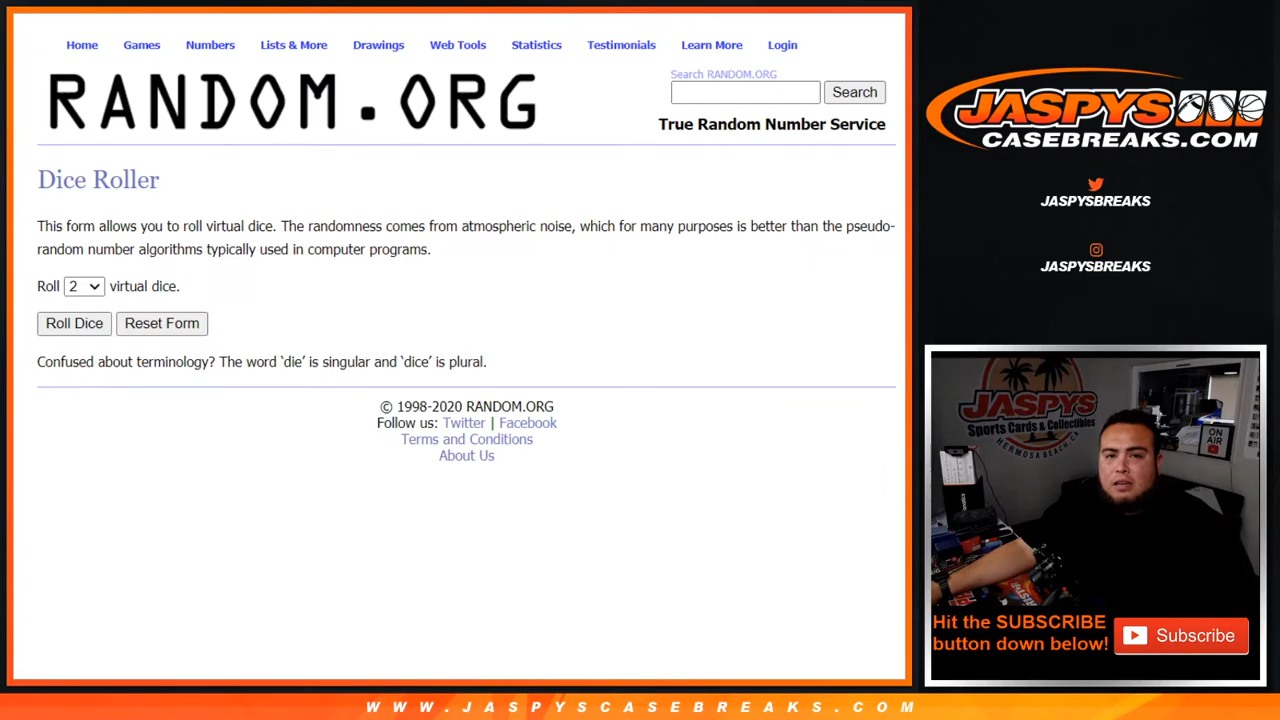 Home Games Numbers Lists & More Drawings Web Tools Statistics Testimonials Learn More Login
RANDOM.ORG
Search RANDOM.ORG
Search
True Random Number Service
Dice Roller
This form allows you to roll virtual dice. The randomness comes from atmospheric noise, which for many purposes is better than the pseudo-
random number algorithms typically used in computer programs.
Roll 2 virtual dice.
Roll Dice Reset Form
Confused about terminology? The word ‘die’ is singular and ‘dice’ is plural.
© 1998-2020 RANDOM.ORG
Follow us: Twitter | Facebook
Terms and Conditions
About Us
JASPYS
CASEBREAKS.COM
JASPYSBREAKS
JASPYSBREAKS
JASPYS
Sports Cards & Collectibles
HERMOSA BEACH, CA
ON
AIR
Hit the SUBSCRIBE
button down below!
Subscribe
WWW.JASPYSCASEBREAKS.COM